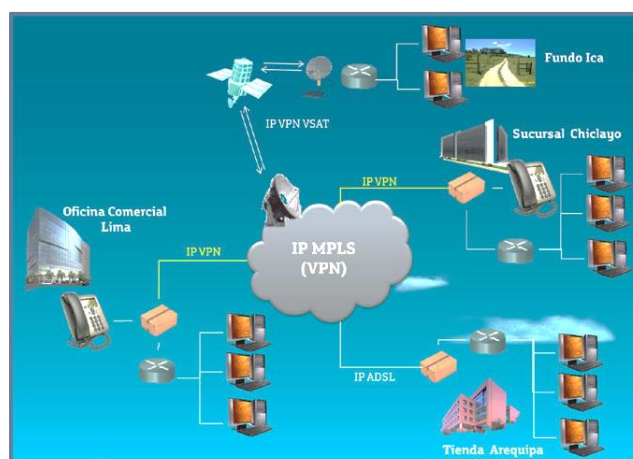 Fundo Ica
IP VPN VSAT
Sucursal Chiclayo
IP VPN
Oficina Comercial
Lima
IP VPN
IP MPLS
(VPN)
IP ADSL
Tienda Arequipa